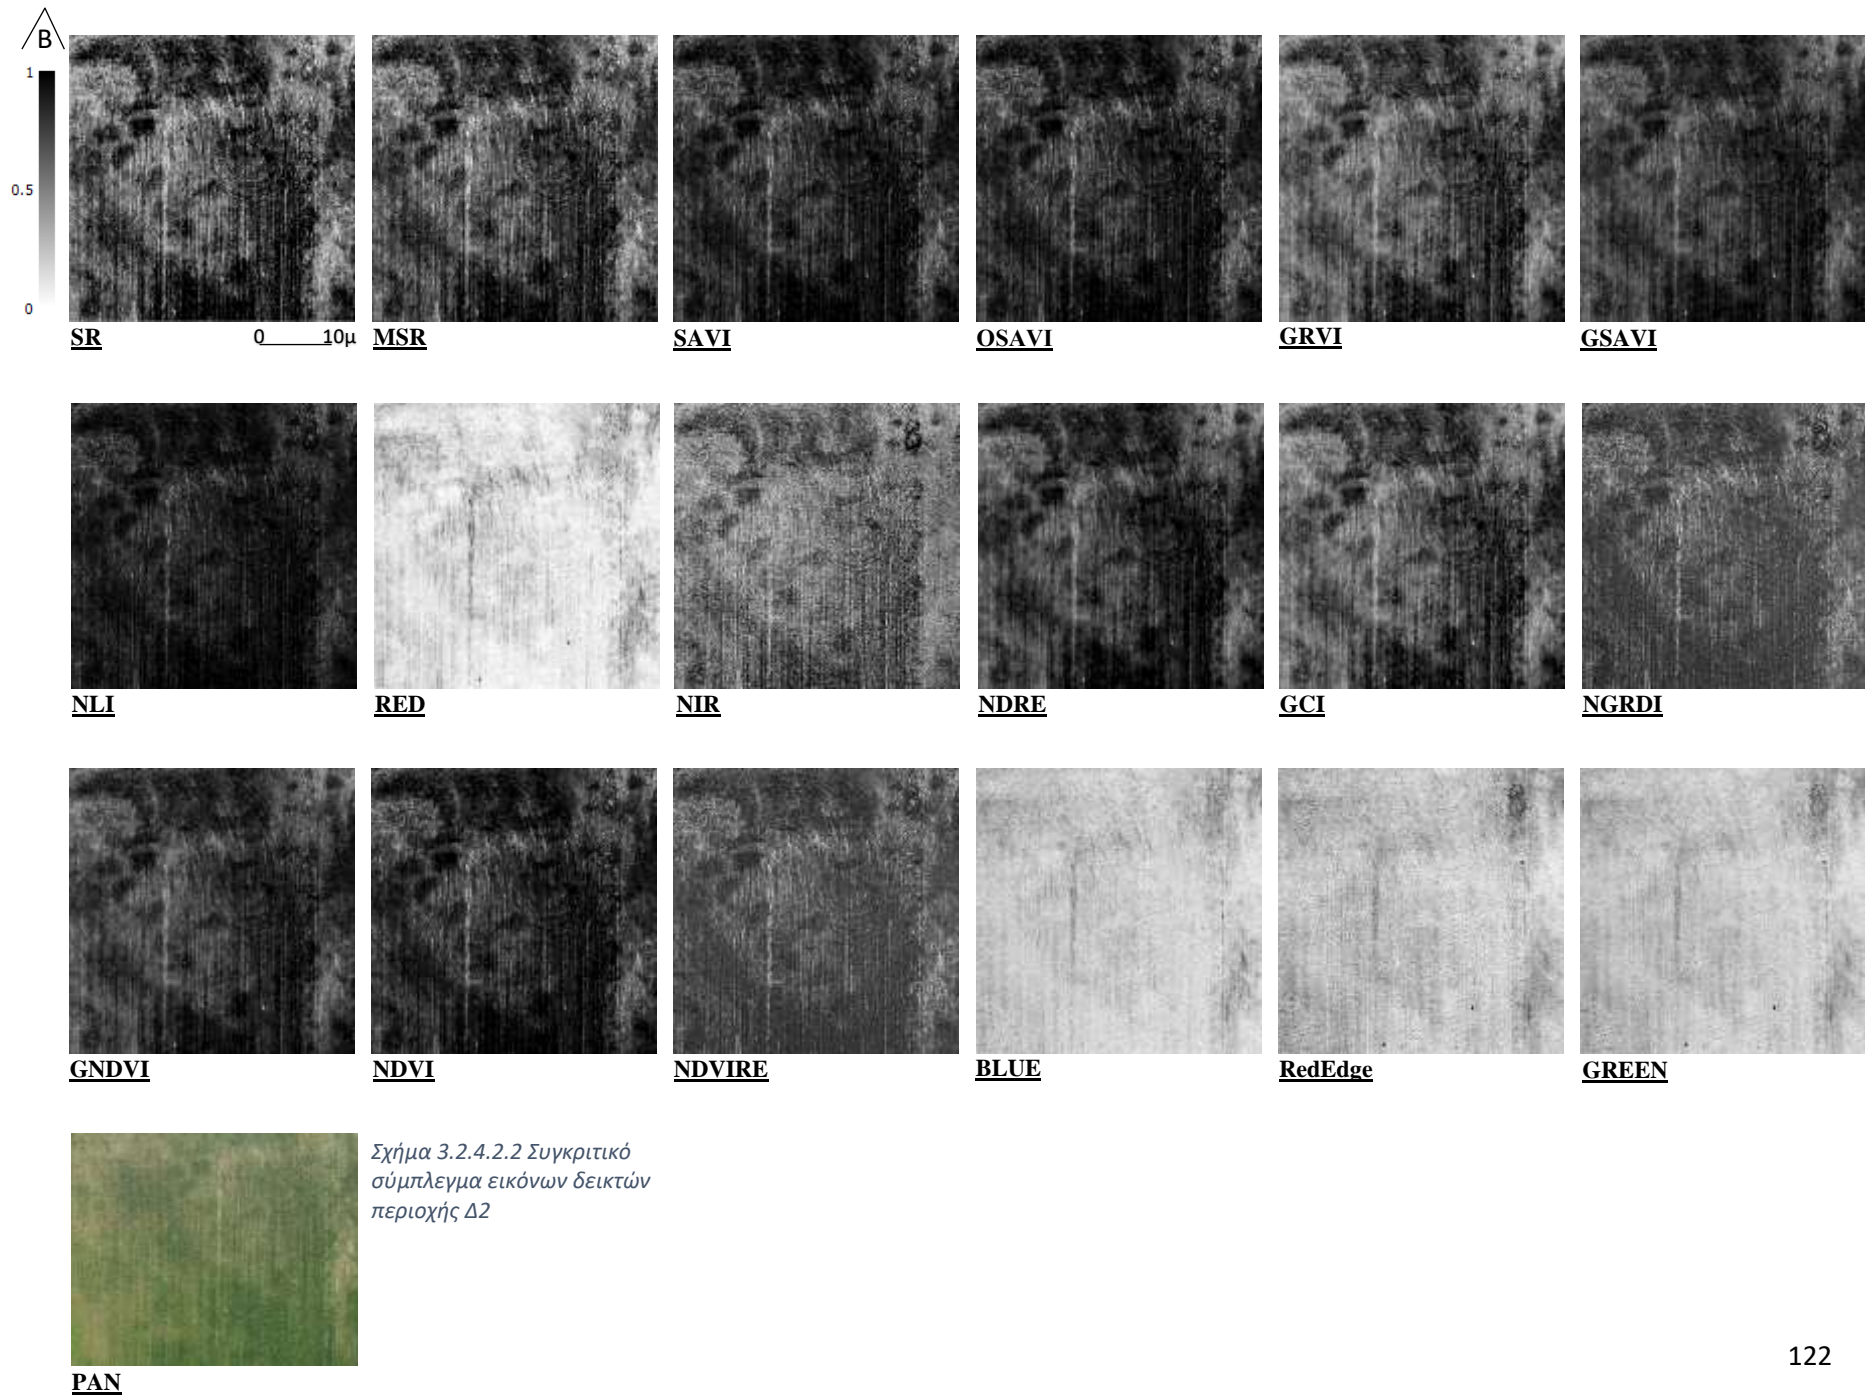 B
1
0.5
0
SR 0 10μ MSR SAVI OSAVI GRVI GSAVI
NLI RED NIR NDRE GCI NGRDI
GNDVI NDVI NDVIRE BLUE RedEdge GREEN
Σχήμα 3.2.4.2.2 Συγκριτικό
σύμπλεγμα εικόνων δεικτών
περιοχής Δ2
PAN
122